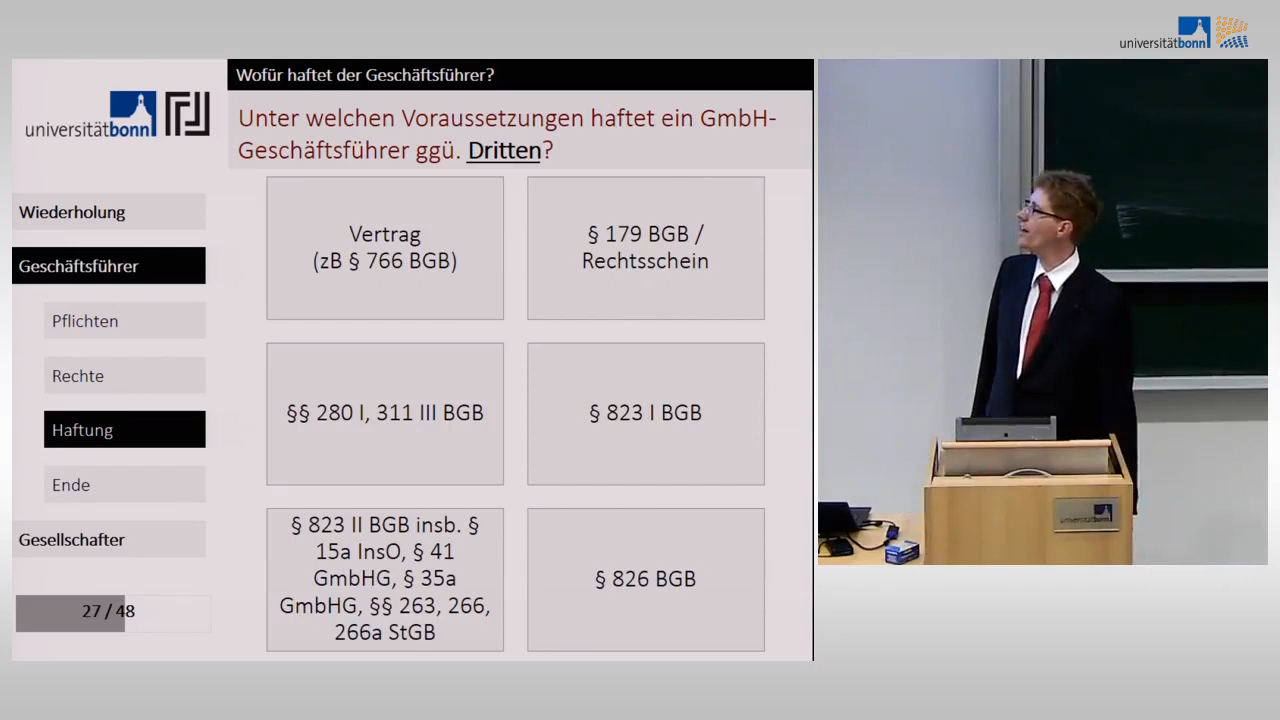 universitätbonn
Wofür haftet der Geschäftsführer?
universitätbonn
Unter welchen Voraussetzungen haftet ein GmbH-
Geschäftsführer ggü. Dritten?
Wiederholung
Geschäftsführer
Pflichten
Rechte
Haftung
Ende
Gesellschafter
27 / 48
Vertrag
(zB § 766 BGB)
§ 179 BGB /
Rechtsschein
§§ 280 I, 311 III BGB
§ 823 I BGB
§ 823 II BGB insb. §
15a InsO, § 41
GmbHG, § 35a
GmbHG, §§ 263, 266,
266a StGB
§ 826 BGB
universitätbonn